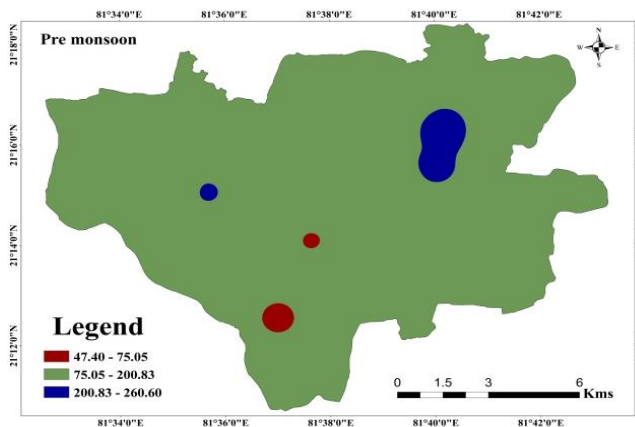 81°34'0"E 81°36'0"E 81°38'0"E 81°40'0"E 81°42'0"E
Pre monsoon
N
W E
S
21°18'0"N
21°16'0"N
21°14'0"N
21°12'0"N
Legend
47.40 - 75.05
75.05 - 200.83
200.83 - 260.60
0 1.5 3 6
Kms
81°34'0"E 81°36'0"E 81°38'0"E 81°40'0"E 81°42'0"E